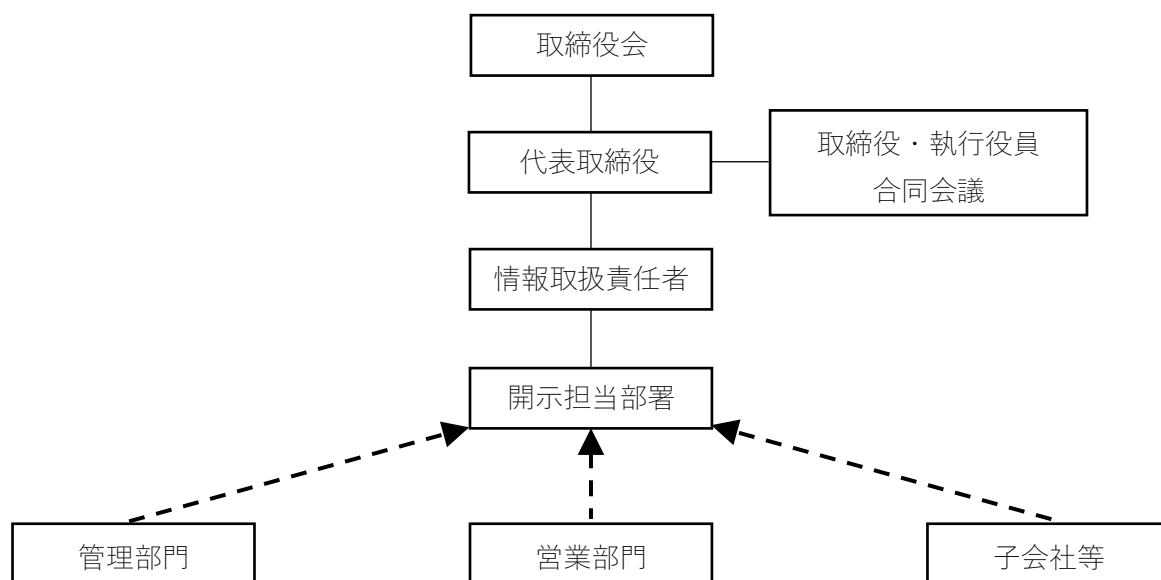 取締役会
代表取締役
取締役・執行役員
合同会議
情報取扱責任者
開示担当部署
管理部門
営業部門
子会社等